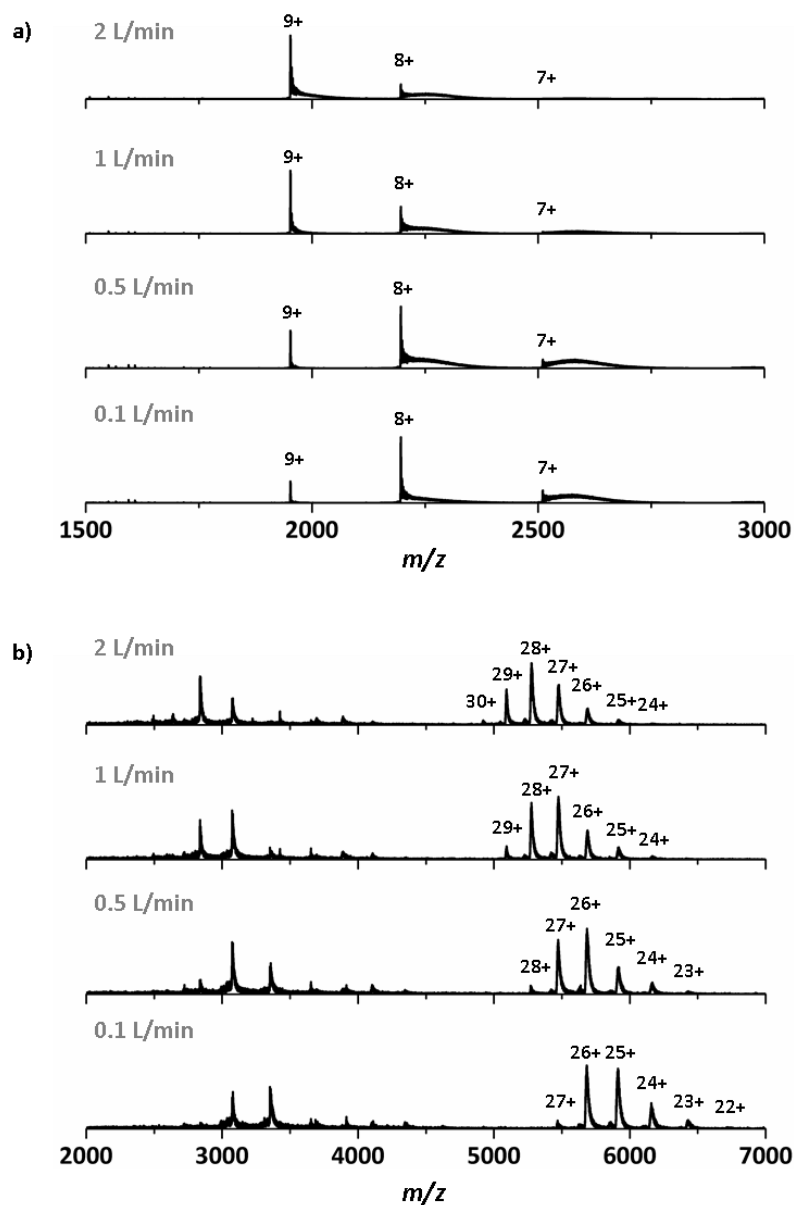 a)
2 L/min
9+
8+
7+
1 L/min
9+
8+
7+
0.5 L/min
9+
8+
7+
0.1 L/min
9+
8+
7+
1500 2000 2500 3000
m/z
b)
2 L/min
30+ 29+ 28+ 27+ 26+ 25+ 24+
1 L/min
29+ 28+ 27+ 26+ 25+ 24+
0.5 L/min
28+ 27+ 26+ 25+ 24+ 23+
0.1 L/min
27+ 26+ 25+ 24+ 23+ 22+
2000 3000 4000 5000 6000 7000
m/z